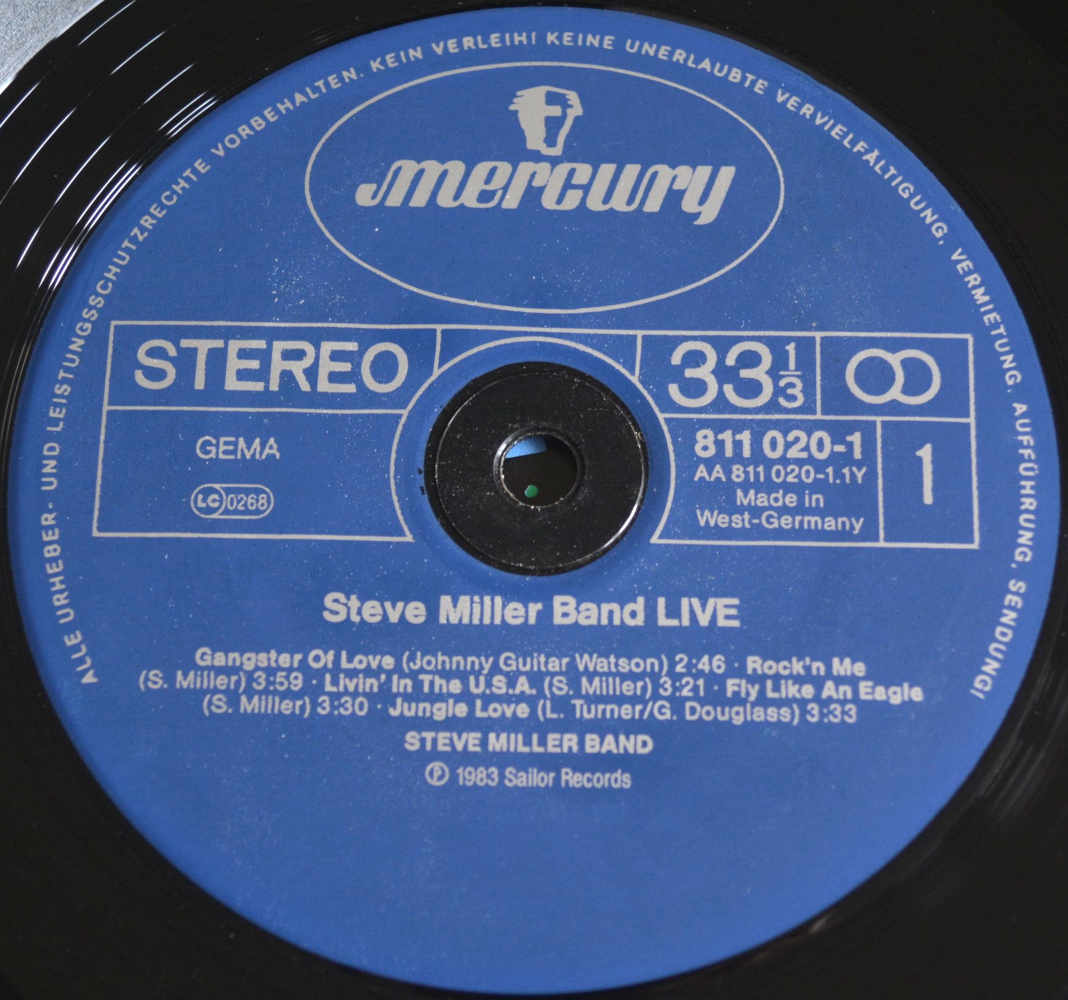 ALLE URHEBER- UND LEISTUNGSSCHUTZRECHTE VORBEHALTEN. KEIN VERLEIH! KEINE UNERLAUBTE VERVIELFÄLTIGUNG, VERMIETUNG, AUFFÜHRUNG, SENDUNG!
mercury
STEREO
33 1/3
GEMA
LC 0268
811 020-1
AA 811 020-1.1Y
Made in
West-Germany
1
Steve Miller Band LIVE
Gangster Of Love (Johnny Guitar Watson) 2:46 · Rock'n Me
(S. Miller) 3:59 · Livin' In The U.S.A. (S. Miller) 3:21 · Fly Like An Eagle
(S. Miller) 3:30 · Jungle Love (L. Turner/G. Douglass) 3:33
STEVE MILLER BAND
Ⓟ 1983 Sailor Records